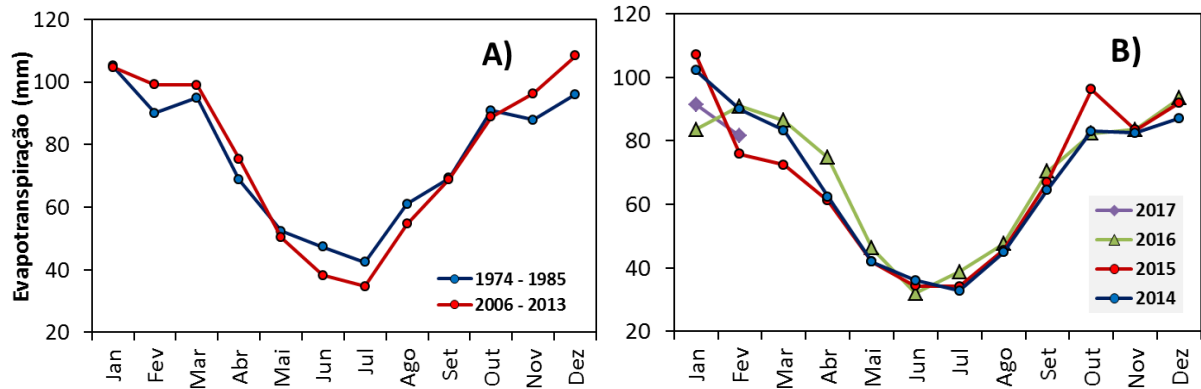 Evapotranspiração (mm)
120
100
80
60
40
20
A)
1974 - 1985
2006 - 2013
Jan
Fev
Mar
Abr
Mai
Jun
Jul
Ago
Set
Out
Nov
Dez
120
100
80
60
40
20
B)
2017
2016
2015
2014
Jan
Fev
Mar
Abr
Mai
Jun
Jul
Ago
Set
Out
Nov
Dez